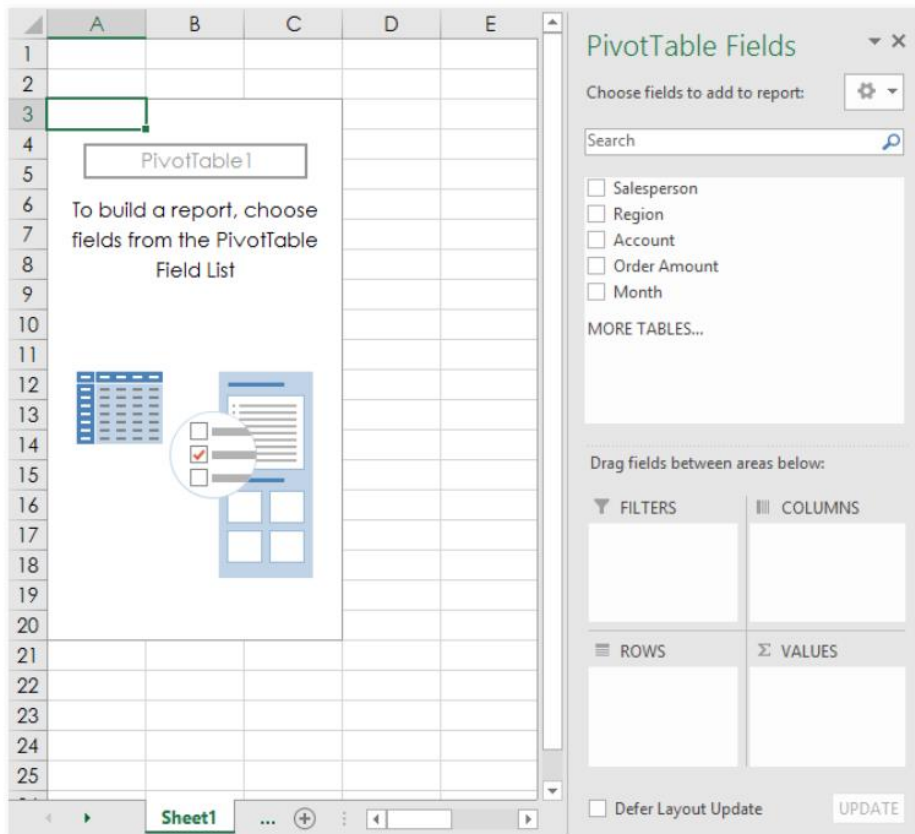 A B C D E
1
2
3
4
5
6
7
8
9
10
11
12
13
14
15
16
17
18
19
20
21
22
23
24
25
PivotTable1
To build a report, choose
fields from the PivotTable
Field List
Sheet1 ...
PivotTable Fields
Choose fields to add to report:
Search
Salesperson
Region
Account
Order Amount
Month
MORE TABLES...
Drag fields between areas below:
FILTERS
COLUMNS
ROWS
Σ VALUES
Defer Layout Update
UPDATE